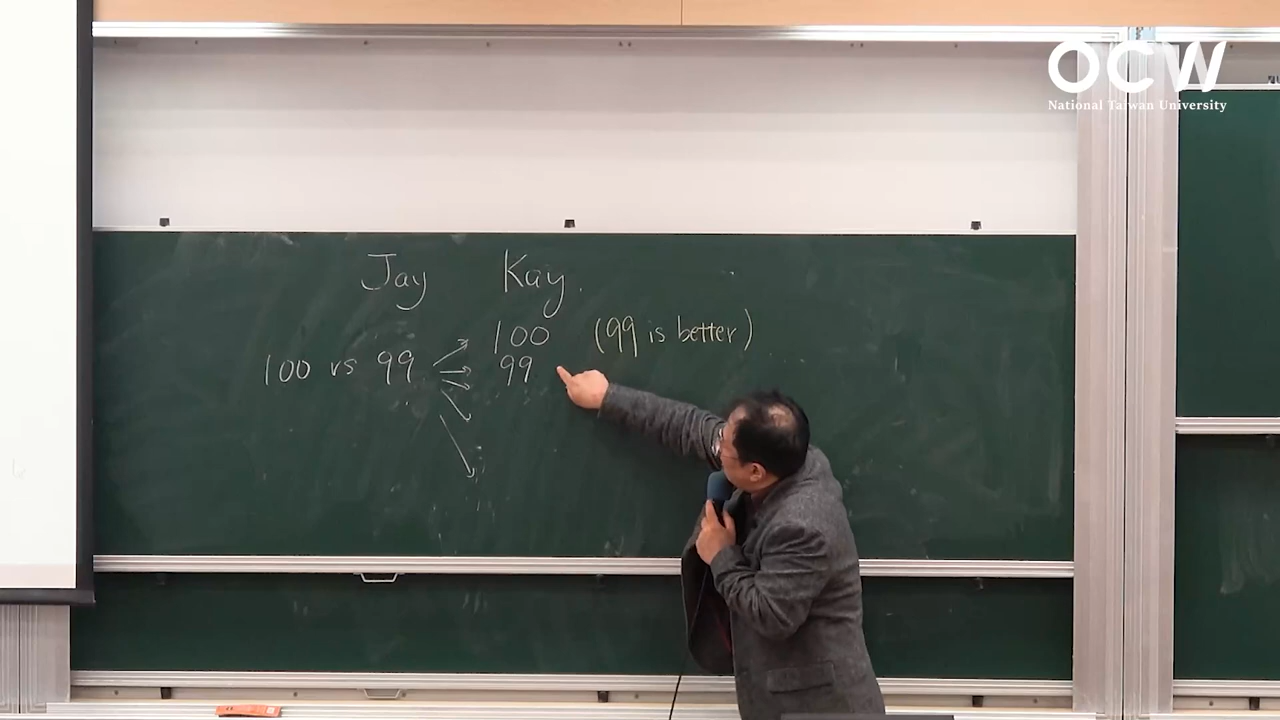 OCW
National Taiwan University
Jay Kay.
100 (99 is better)
100 vs 99 99